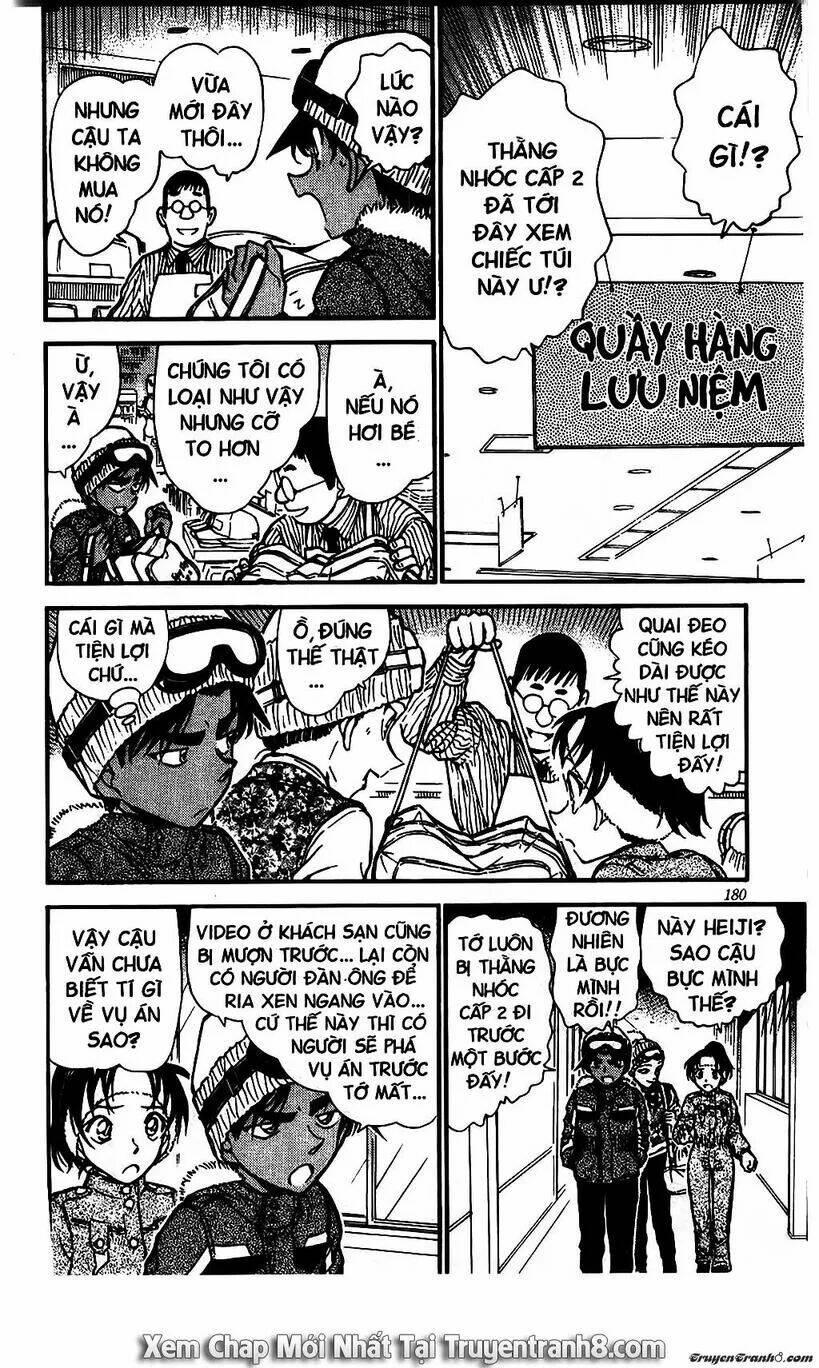 CÁI
GÌ!?
THẰNG
NHÓC CẤP 2
ĐÃ TỚI
ĐÂY XEM
CHIẾC TÚI
NÀY Ư!?
QUẦY HÀNG
LƯU NIỆM
LÚC
NÀO
VẬY?
VỪA
MỚI ĐÂY
THÔI...
NHƯNG
CẬU TA
KHÔNG
MUA
NÓ!
À,
NẾU NÓ
HƠI BÉ
...
CHÚNG TÔI CÓ
LOẠI NHƯ VẬY
NHƯNG CỠ
TO HƠN
...
Ừ,
VẬY
À
...
QUAI ĐEO
CŨNG KÉO
DÀI ĐƯỢC
NHƯ THẾ NÀY
NÊN RẤT
TIỆN LỢI
ĐẤY!
Ồ, ĐÚNG
THẾ THẬT
...
CÁI GÌ MÀ
TIỆN LỢI
CHỨ...
180
NÀY HEIJI?
SAO CẬU
BỰC MÌNH
THẾ?
ĐƯƠNG
NHIÊN
LÀ BỰC
MÌNH
RỒI!!
TỚ LUÔN
BỊ THẰNG
NHÓC
CẤP 2 ĐI
TRƯỚC
MỘT BƯỚC
ĐẤY!
VIDEO Ở KHÁCH SẠN CŨNG
BỊ MƯỢN TRƯỚC... LẠI CÒN
CÓ NGƯỜI ĐÀN ÔNG ĐỂ
RIA XEN NGANG VÀO...
CỨ THẾ NÀY THÌ CÓ
NGƯỜI SẼ PHÁ
VỤ ÁN TRƯỚC
TỚ MẤT...
VẬY CẬU
VẪN CHƯA
BIẾT TÍ GÌ
VỀ VỤ ÁN
SAO?
Xem Chap Mới Nhất Tại Truyentranh8.com
TruyenTranh8.com